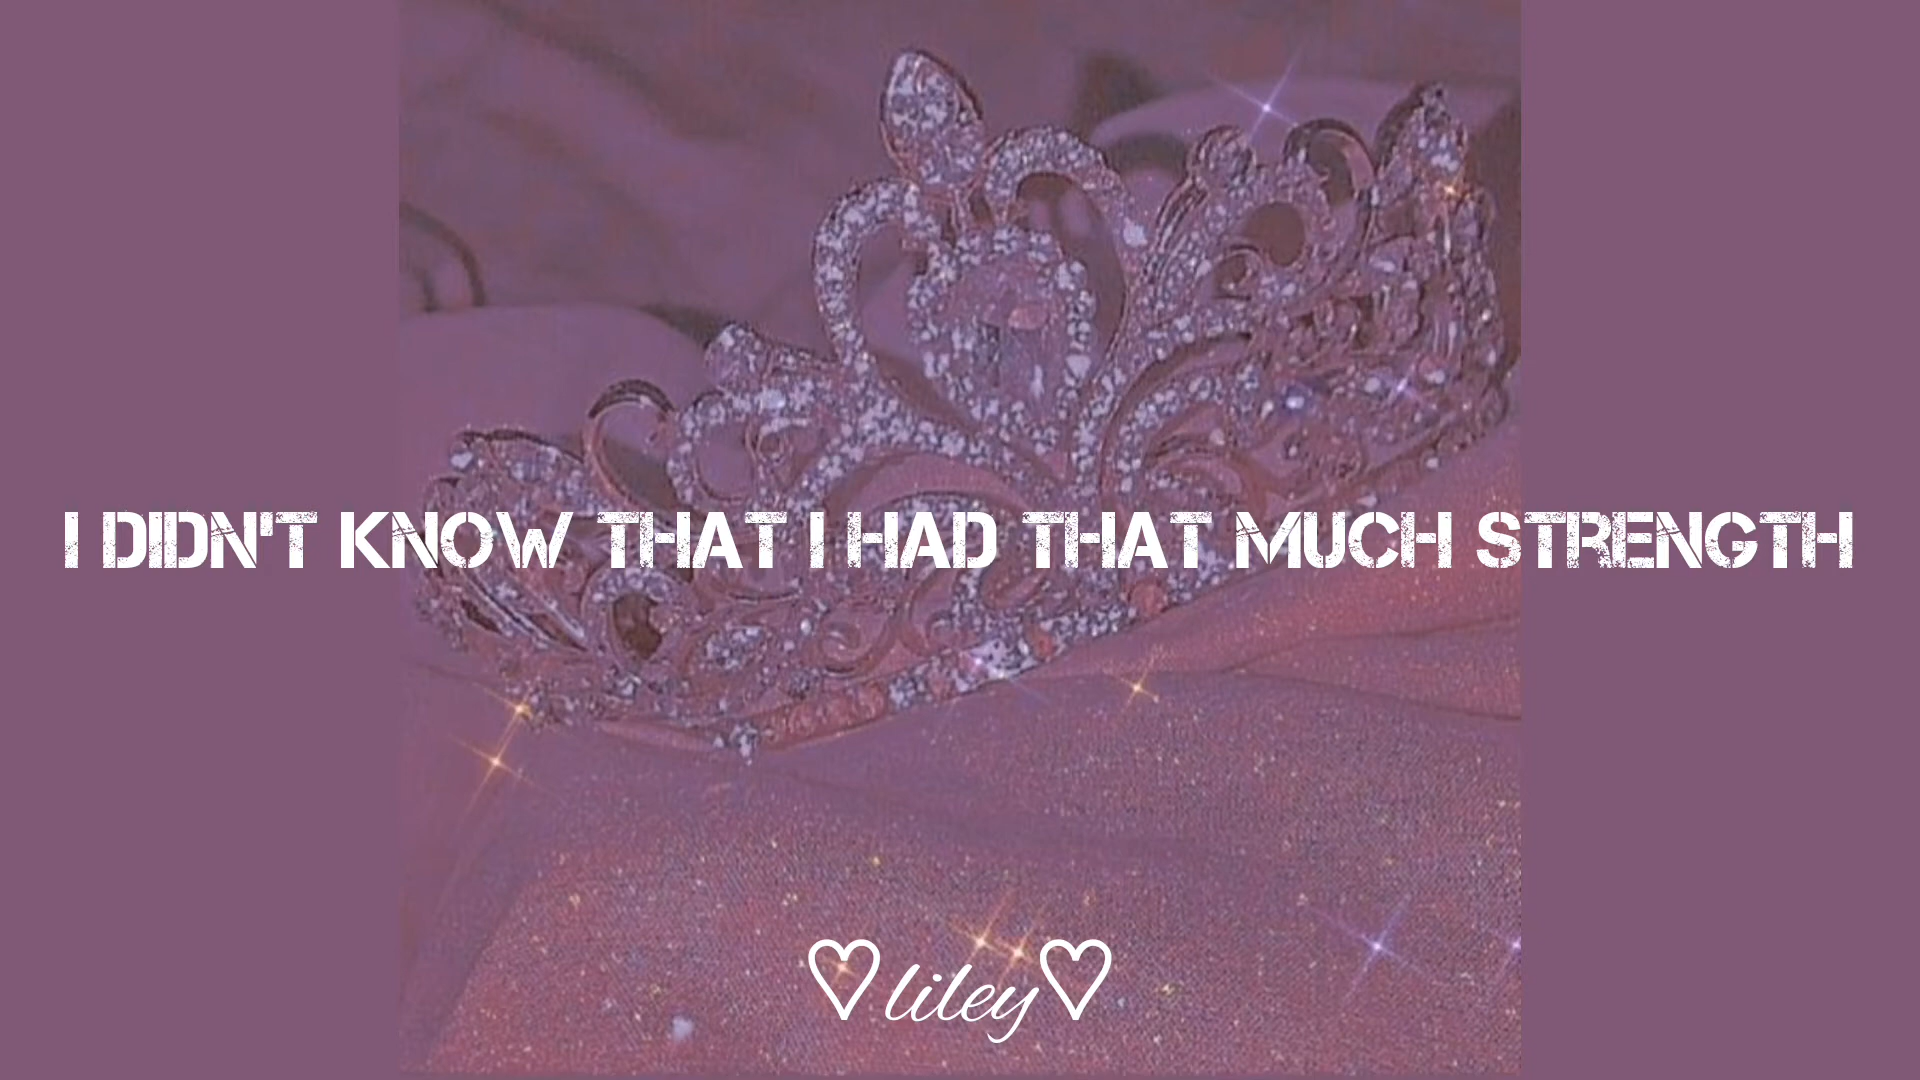 I DIDN'T KNOW THAT I HAD THAT MUCH STRENGTH
♡liley♡